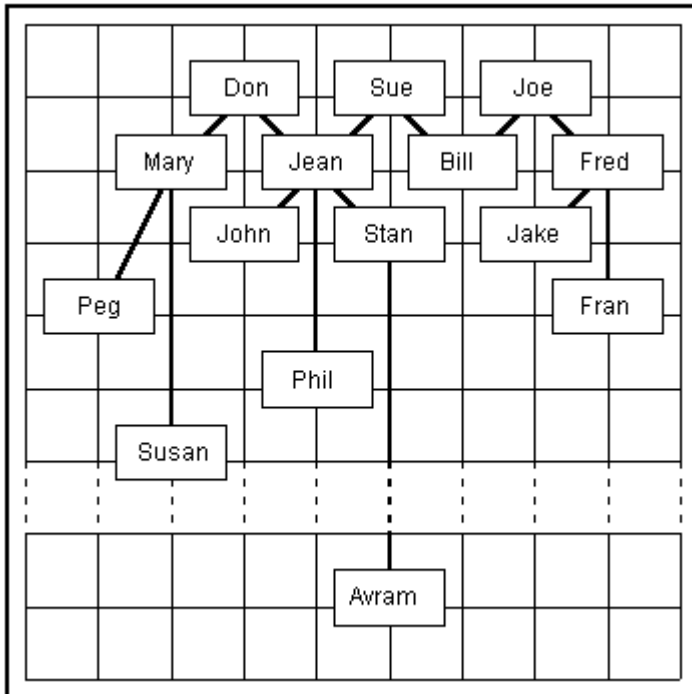 Don Sue Joe
Mary Jean Bill Fred
John Stan Jake
Peg Fran
Phil
Susan
Avram